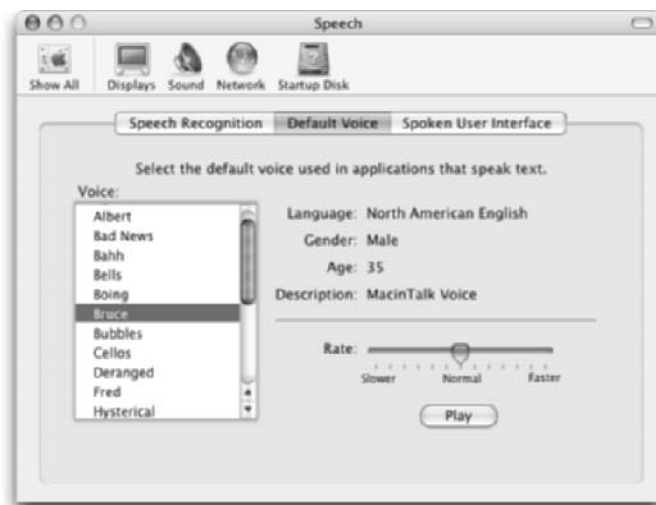 Speech
Show All Displays Sound Network Startup Disk
Speech Recognition Default Voice Spoken User Interface
Select the default voice used in applications that speak text.
Voice:
Albert
Bad News
Bahh
Bells
Boing
Bruce
Bubbles
Cellos
Deranged
Fred
Hysterical
Language: North American English
Gender: Male
Age: 35
Description: MacinTalk Voice
Rate:
Slower Normal Faster
Play